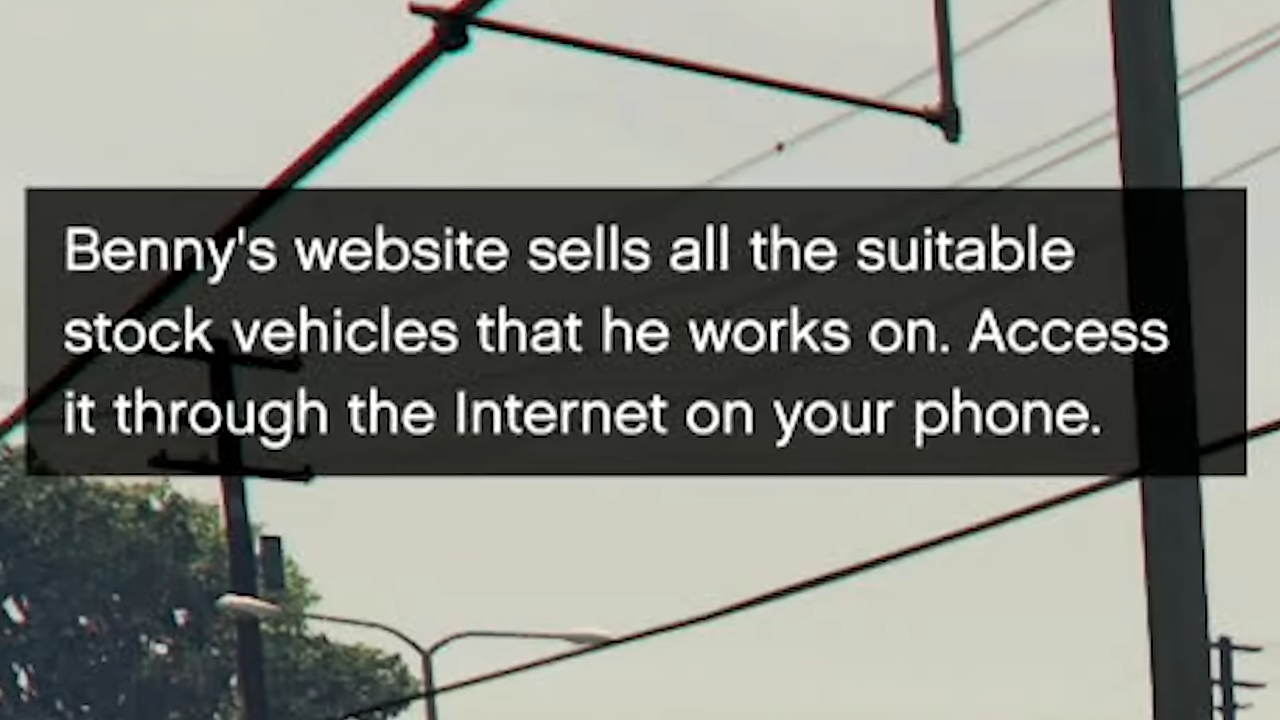 Benny's website sells all the suitable
stock vehicles that he works on. Access
it through the Internet on your phone.